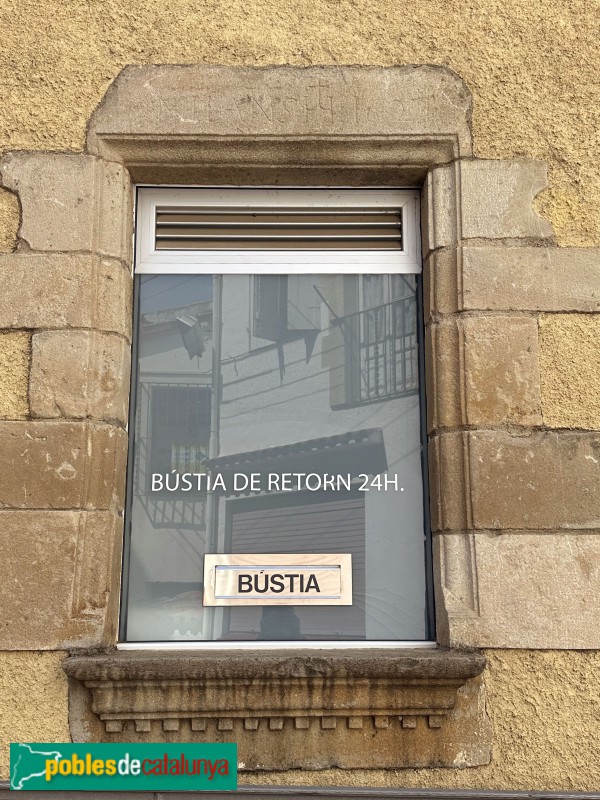 BÚSTIA DE RETORN 24H.
BÚSTIA
poblesdecatalunya